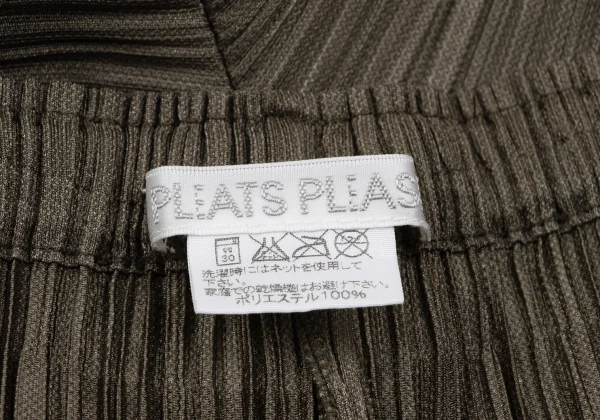 PLEATS PLEAS
30
洗濯時にはネットを使用して
下さい。
家庭での乾燥機はお避け下さい。
ポリエステル100%